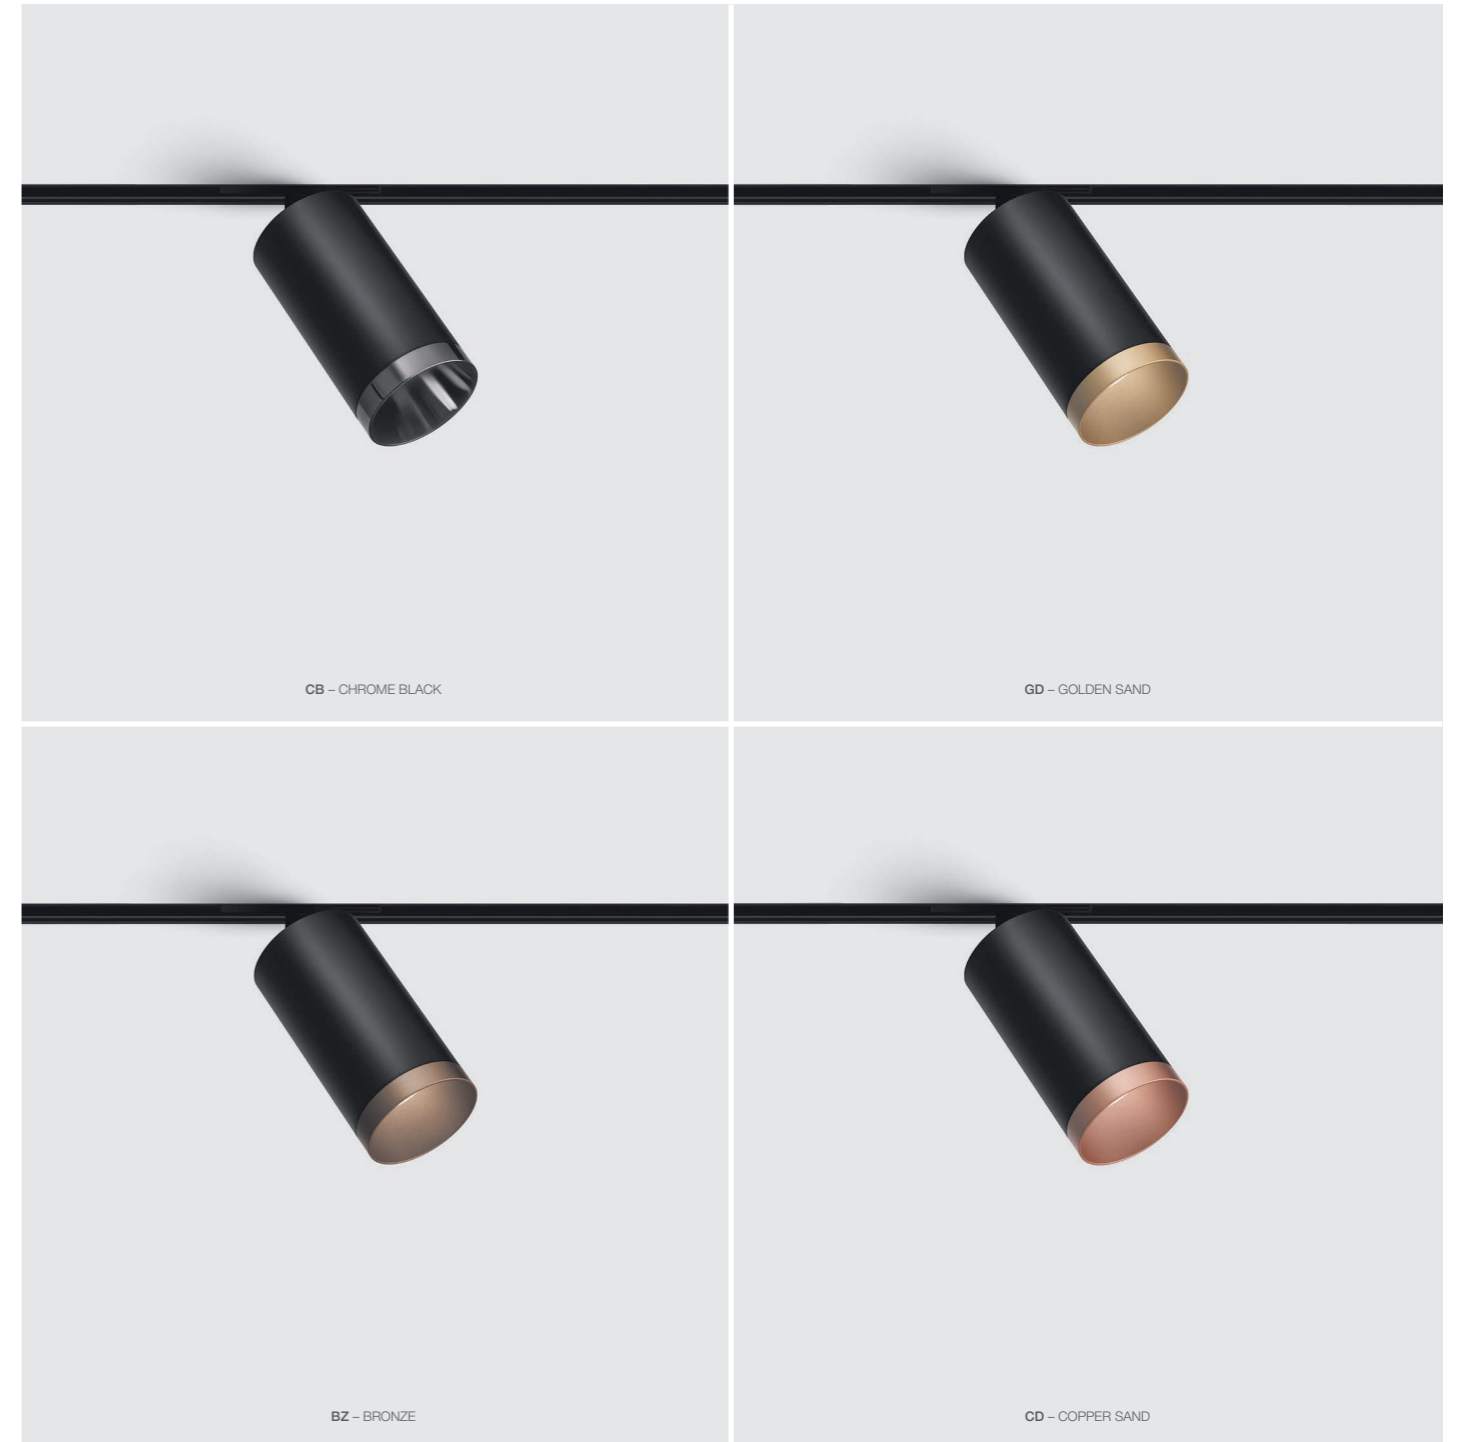 CB – CHROME BLACK
GD – GOLDEN SAND
BZ – BRONZE
CD – COPPER SAND